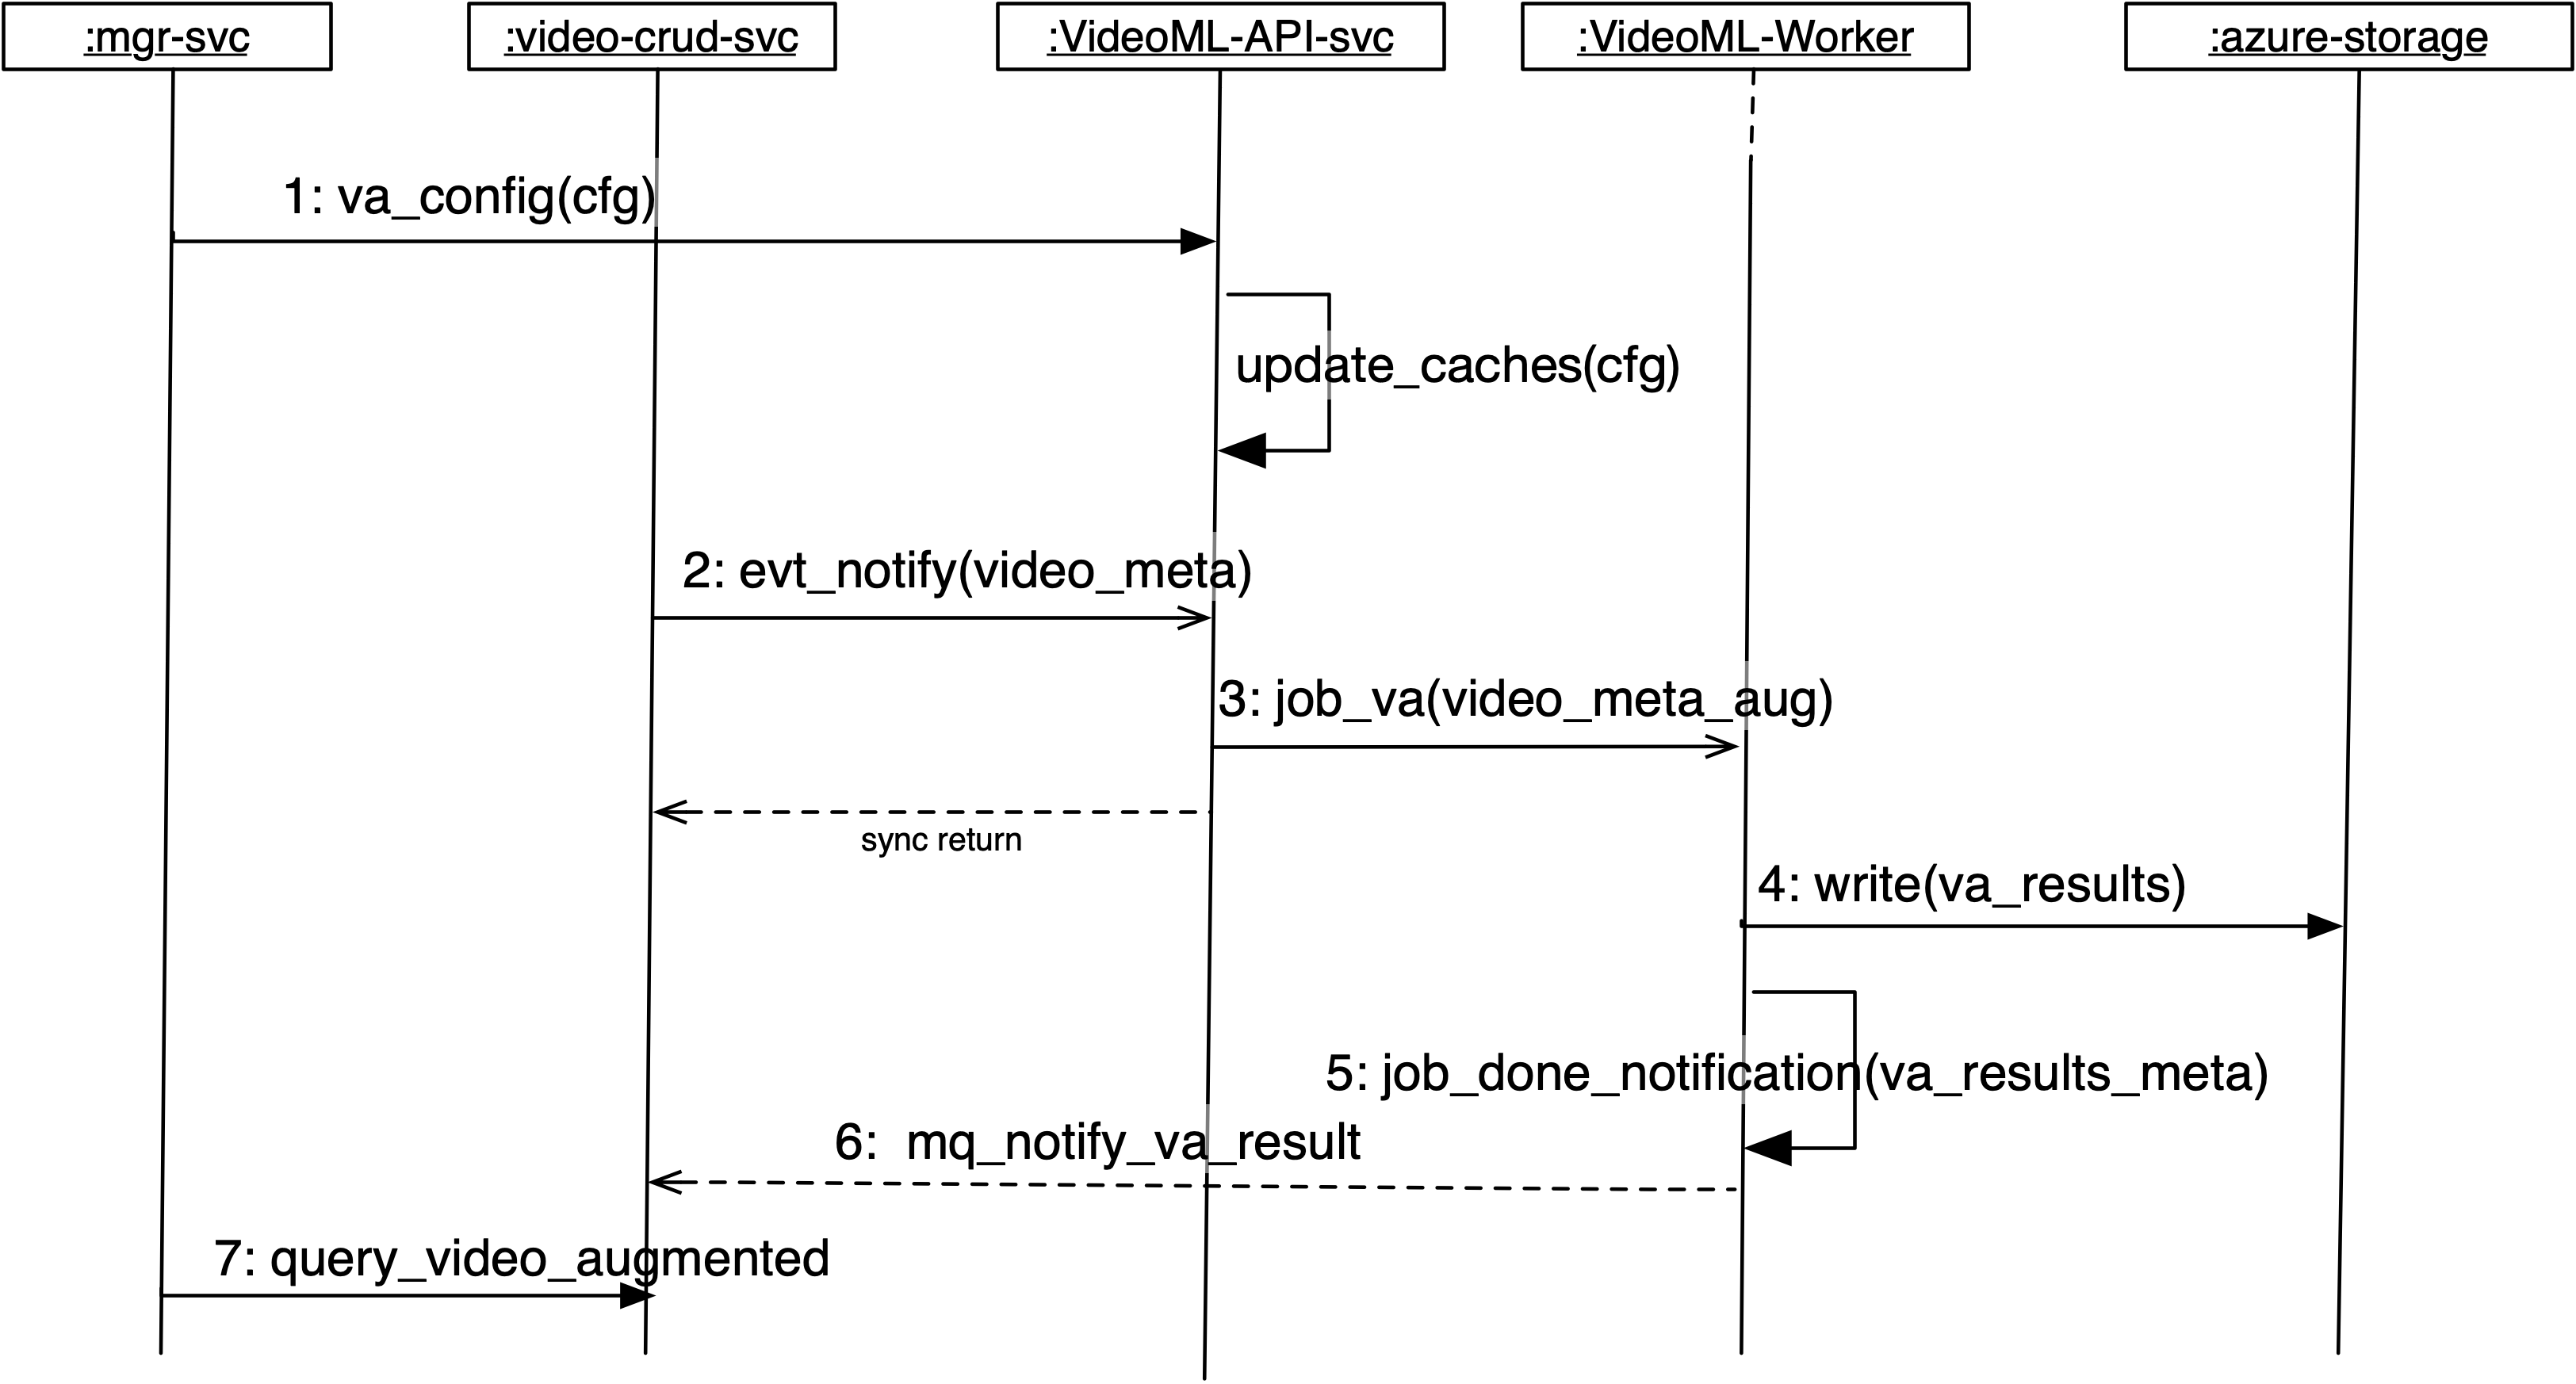 :mgr-svc
:video-crud-svc
:VideoML-API-svc
:VideoML-Worker
:azure-storage
1: va_config(cfg)
update_caches(cfg)
2: evt_notify(video_meta)
3: job_va(video_meta_aug)
sync return
4: write(va_results)
5: job_done_notification(va_results_meta)
6: mq_notify_va_result
7: query_video_augmented